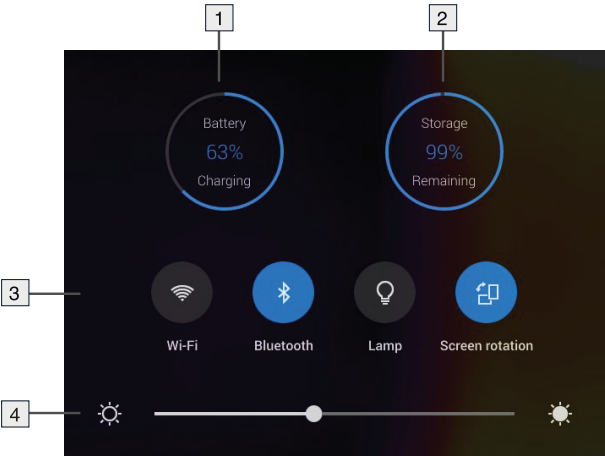 1
2
Battery
63%
Charging
Storage
99%
Remaining
3
Wi-Fi
Bluetooth
Lamp
Screen rotation
4